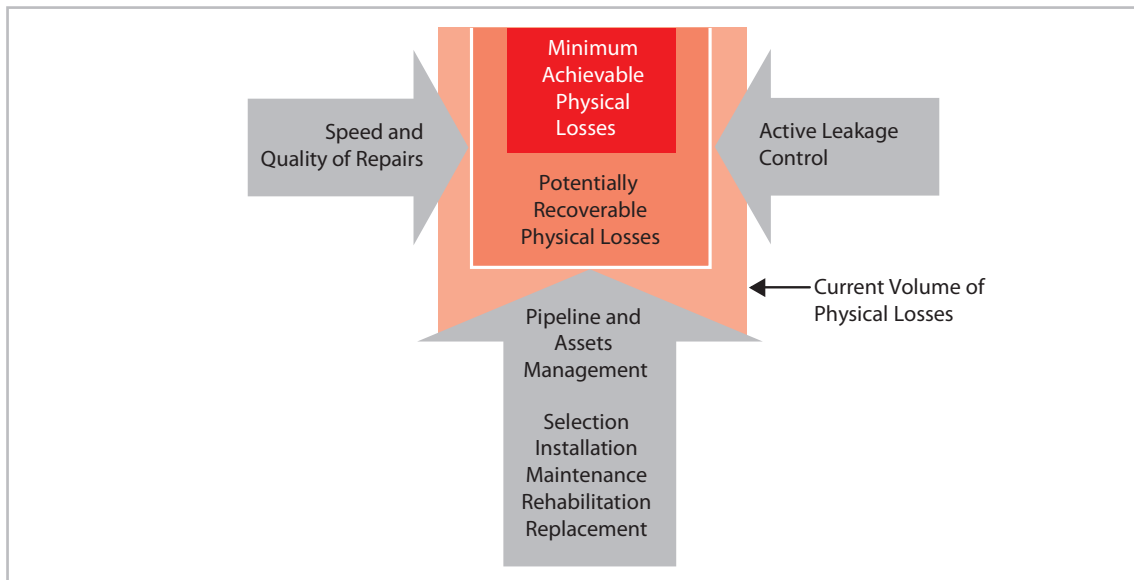 Minimum
Achievable
Physical
Losses
Speed and
Quality of Repairs
Active Leakage
Control
Potentially
Recoverable
Physical Losses
Current Volume of
Physical Losses
Pipeline and
Assets
Management
Selection
Installation
Maintenance
Rehabilitation
Replacement